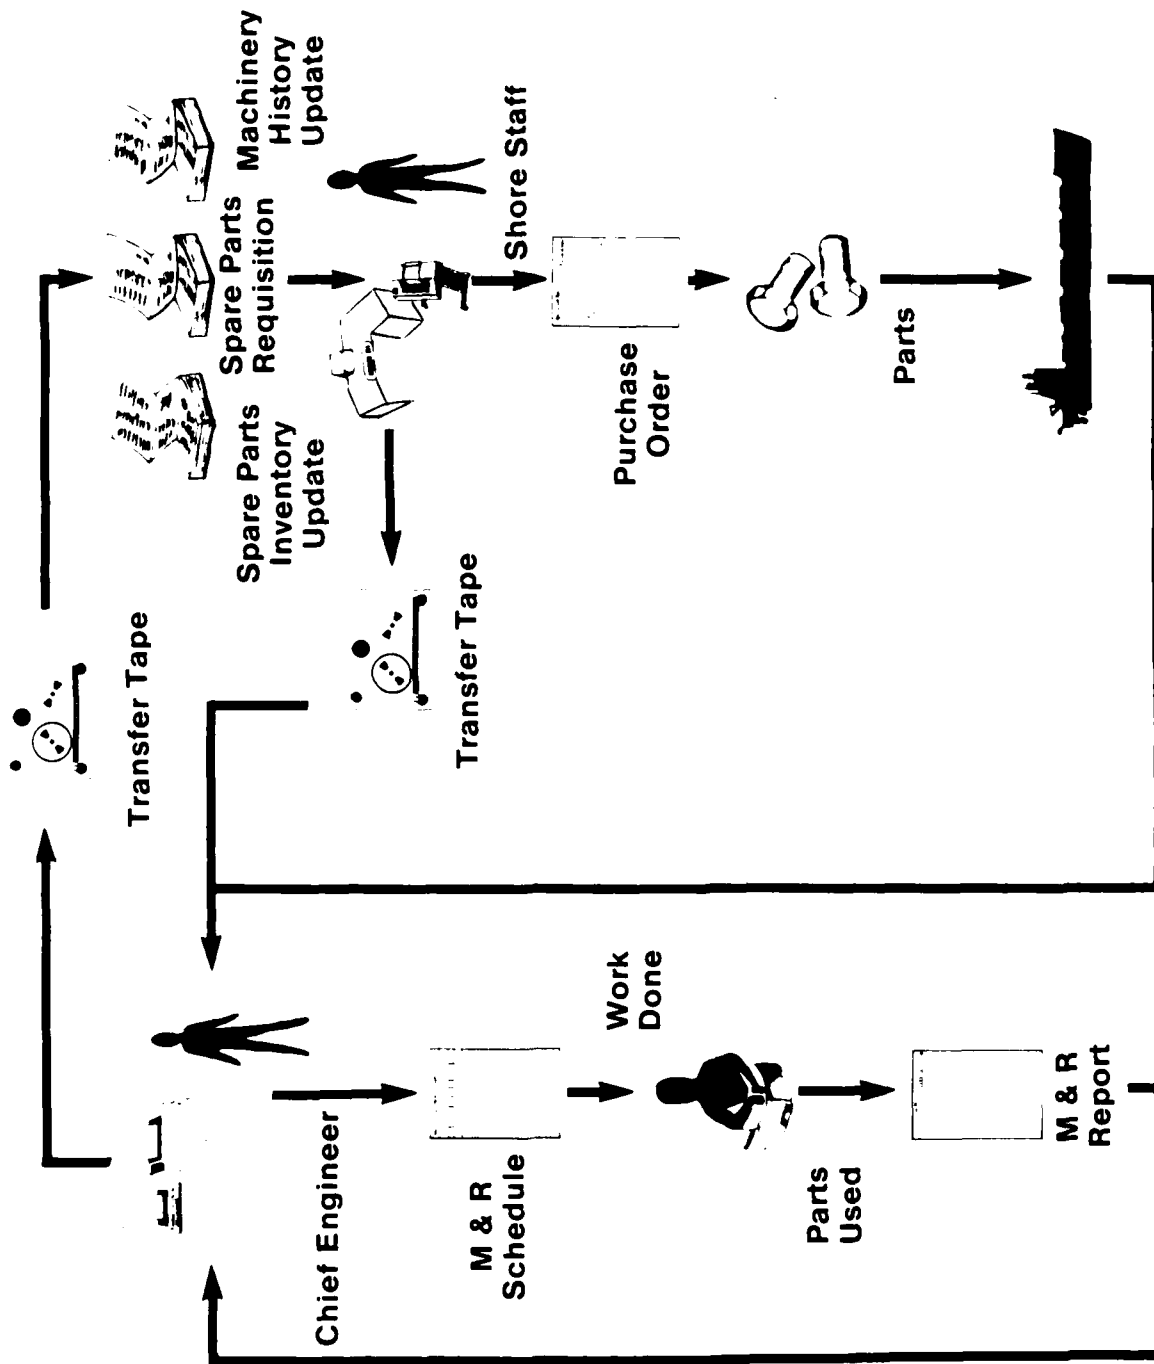 Transfer Tape
Machinery
History
Update
Spare Parts
Requisition
Spare Parts
Inventory
Update
Shore Staff
Transfer Tape
Purchase
Order
Parts
Chief Engineer
M & R
Schedule
Work
Done
Parts
Used
M & R
Report